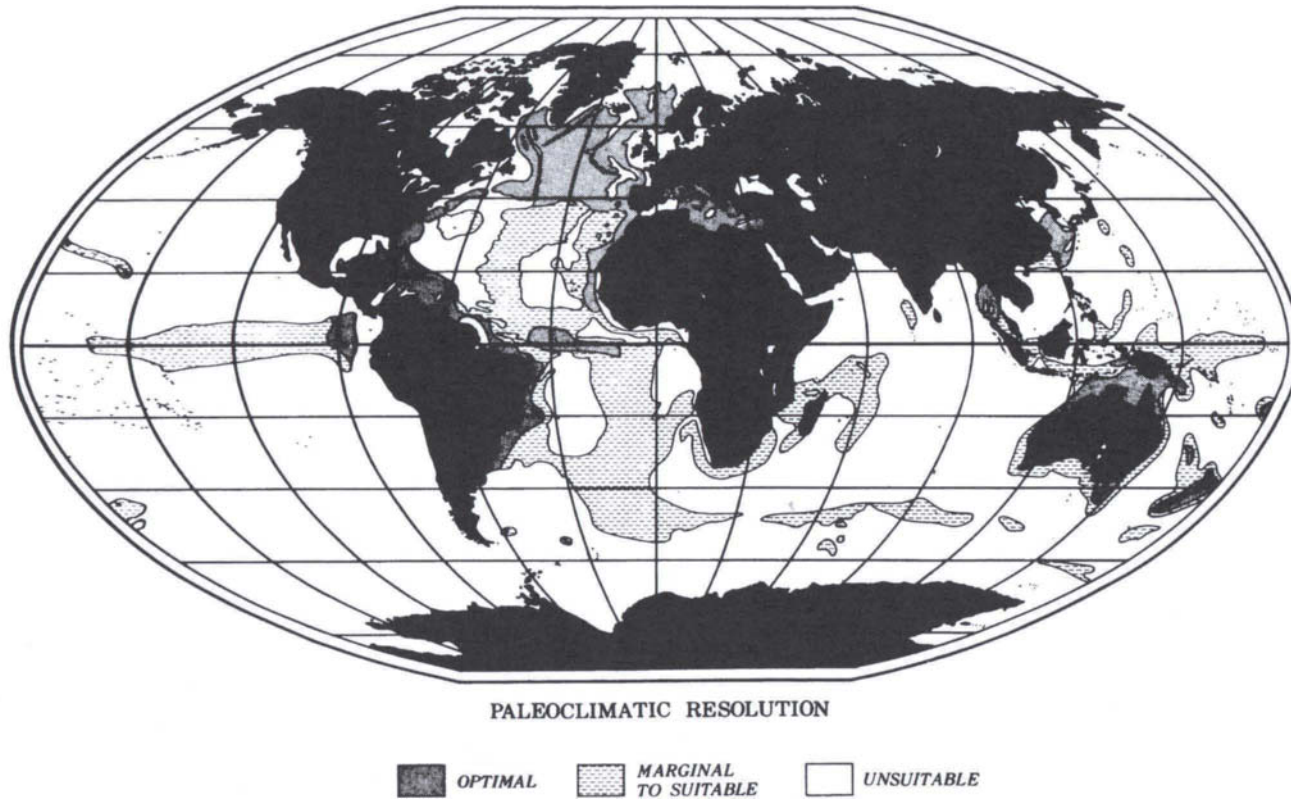 PALEOCLIMATIC RESOLUTION
OPTIMAL
MARGINAL
TO SUITABLE
UNSUITABLE